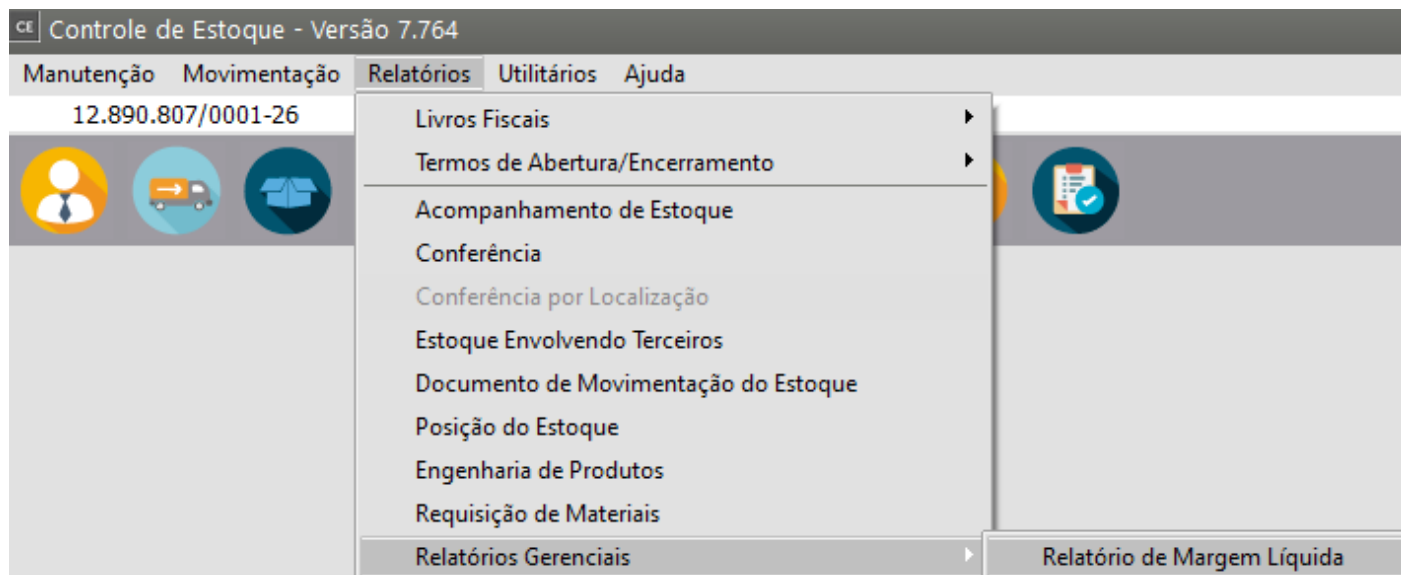 CE Controle de Estoque - Versão 7.764
Manutenção Movimentação Relatórios Utilitários Ajuda
12.890.807/0001-26
Livros Fiscais
Termos de Abertura/Encerramento
Acompanhamento de Estoque
Conferência
Conferência por Localização
Estoque Envolvendo Terceiros
Documento de Movimentação do Estoque
Posição do Estoque
Engenharia de Produtos
Requisição de Materiais
Relatórios Gerenciais Relatório de Margem Líquida